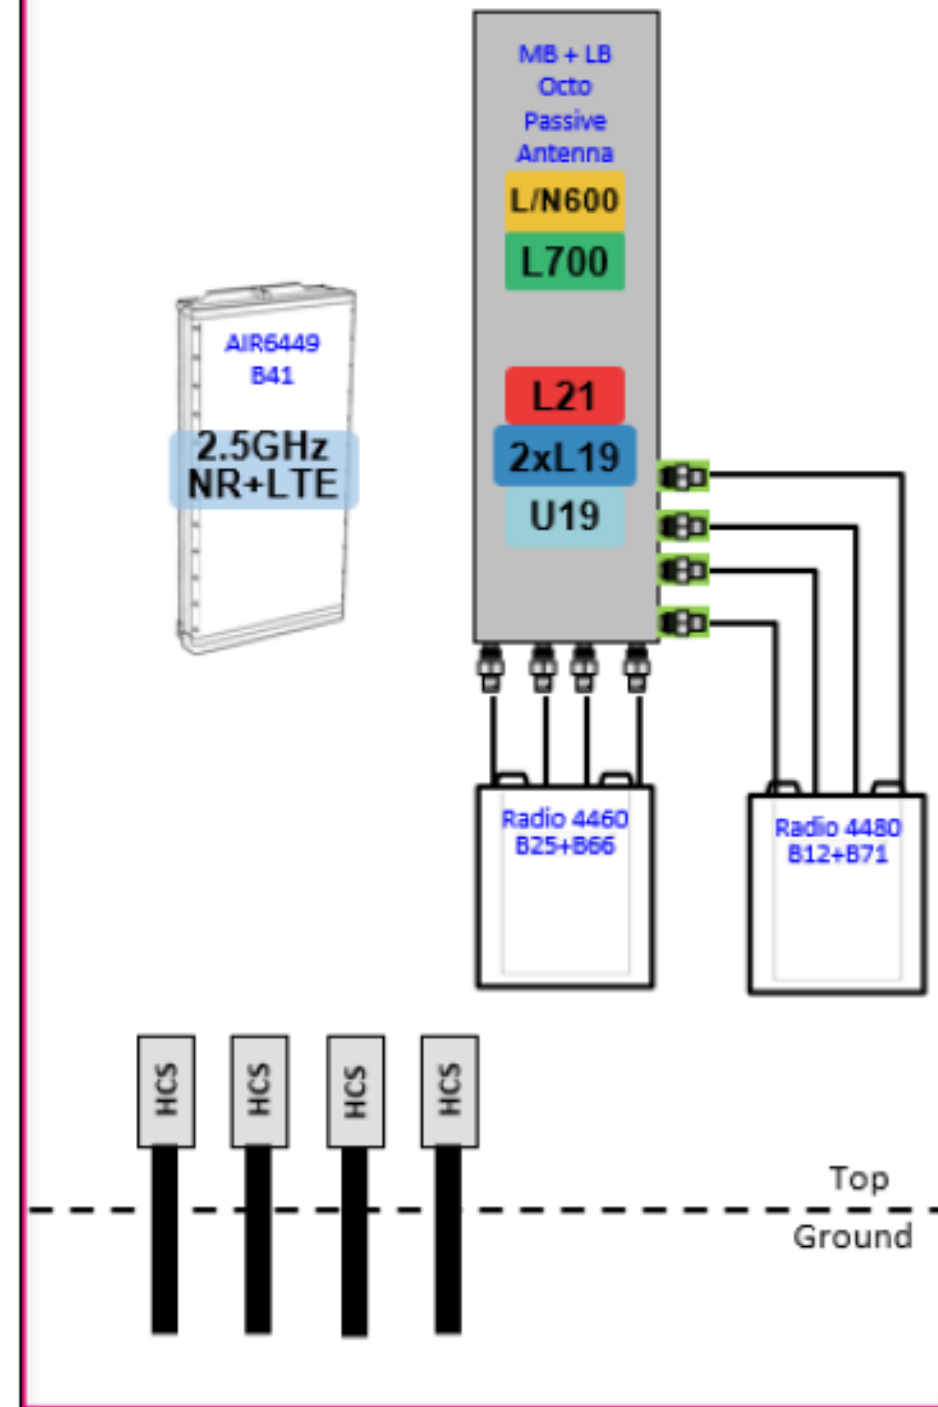 MB + LB
Octo
Passive
Antenna
L/N600
L700
AIR6449
B41
2.5GHz
NR+LTE
L21
2xL19
U19
Radio 4460
B25+B66
Radio 4480
B12+B71
HCS
HCS
HCS
HCS
Top
Ground